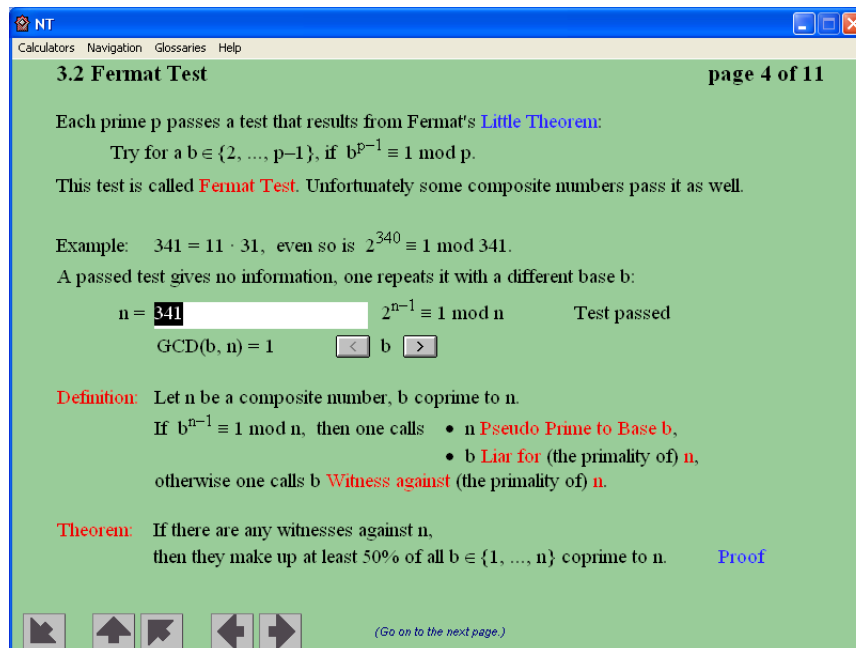 NT
Calculators Navigation Glossaries Help
3.2 Fermat Test page 4 of 11
Each prime p passes a test that results from Fermat's Little Theorem:
Try for a b ∈ {2, ..., p–1}, if b^p–1 ≡ 1 mod p.
This test is called Fermat Test. Unfortunately some composite numbers pass it as well.
Example: 341 = 11 · 31, even so is 2^340 ≡ 1 mod 341.
A passed test gives no information, one repeats it with a different base b:
n = 341 2^n–1 ≡ 1 mod n Test passed
GCD(b, n) = 1 < b >
Definition: Let n be a composite number, b coprime to n.
If b^n–1 ≡ 1 mod n, then one calls • n Pseudo Prime to Base b,
• b Liar for (the primality of) n,
otherwise one calls b Witness against (the primality of) n.
Theorem: If there are any witnesses against n,
then they make up at least 50% of all b ∈ {1, ..., n} coprime to n. Proof
(Go on to the next page.)